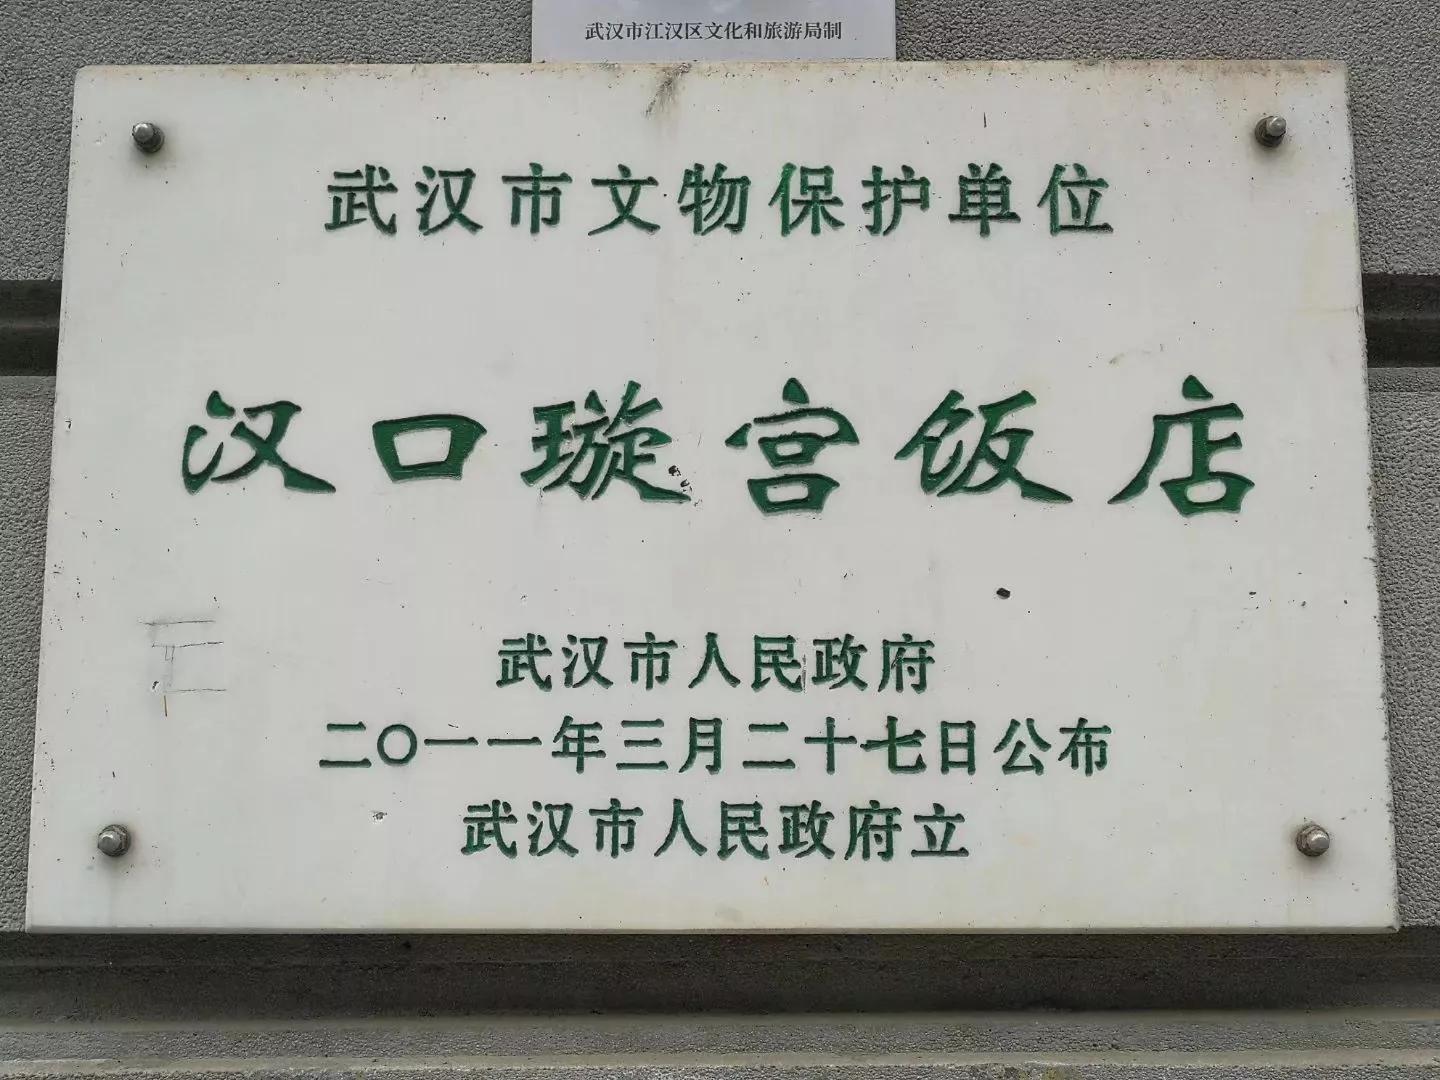 武汉市江汉区文化和旅游局制
武汉市文物保护单位
汉口璇宫饭店
武汉市人民政府
二〇一一年三月二十七日公布
武汉市人民政府立